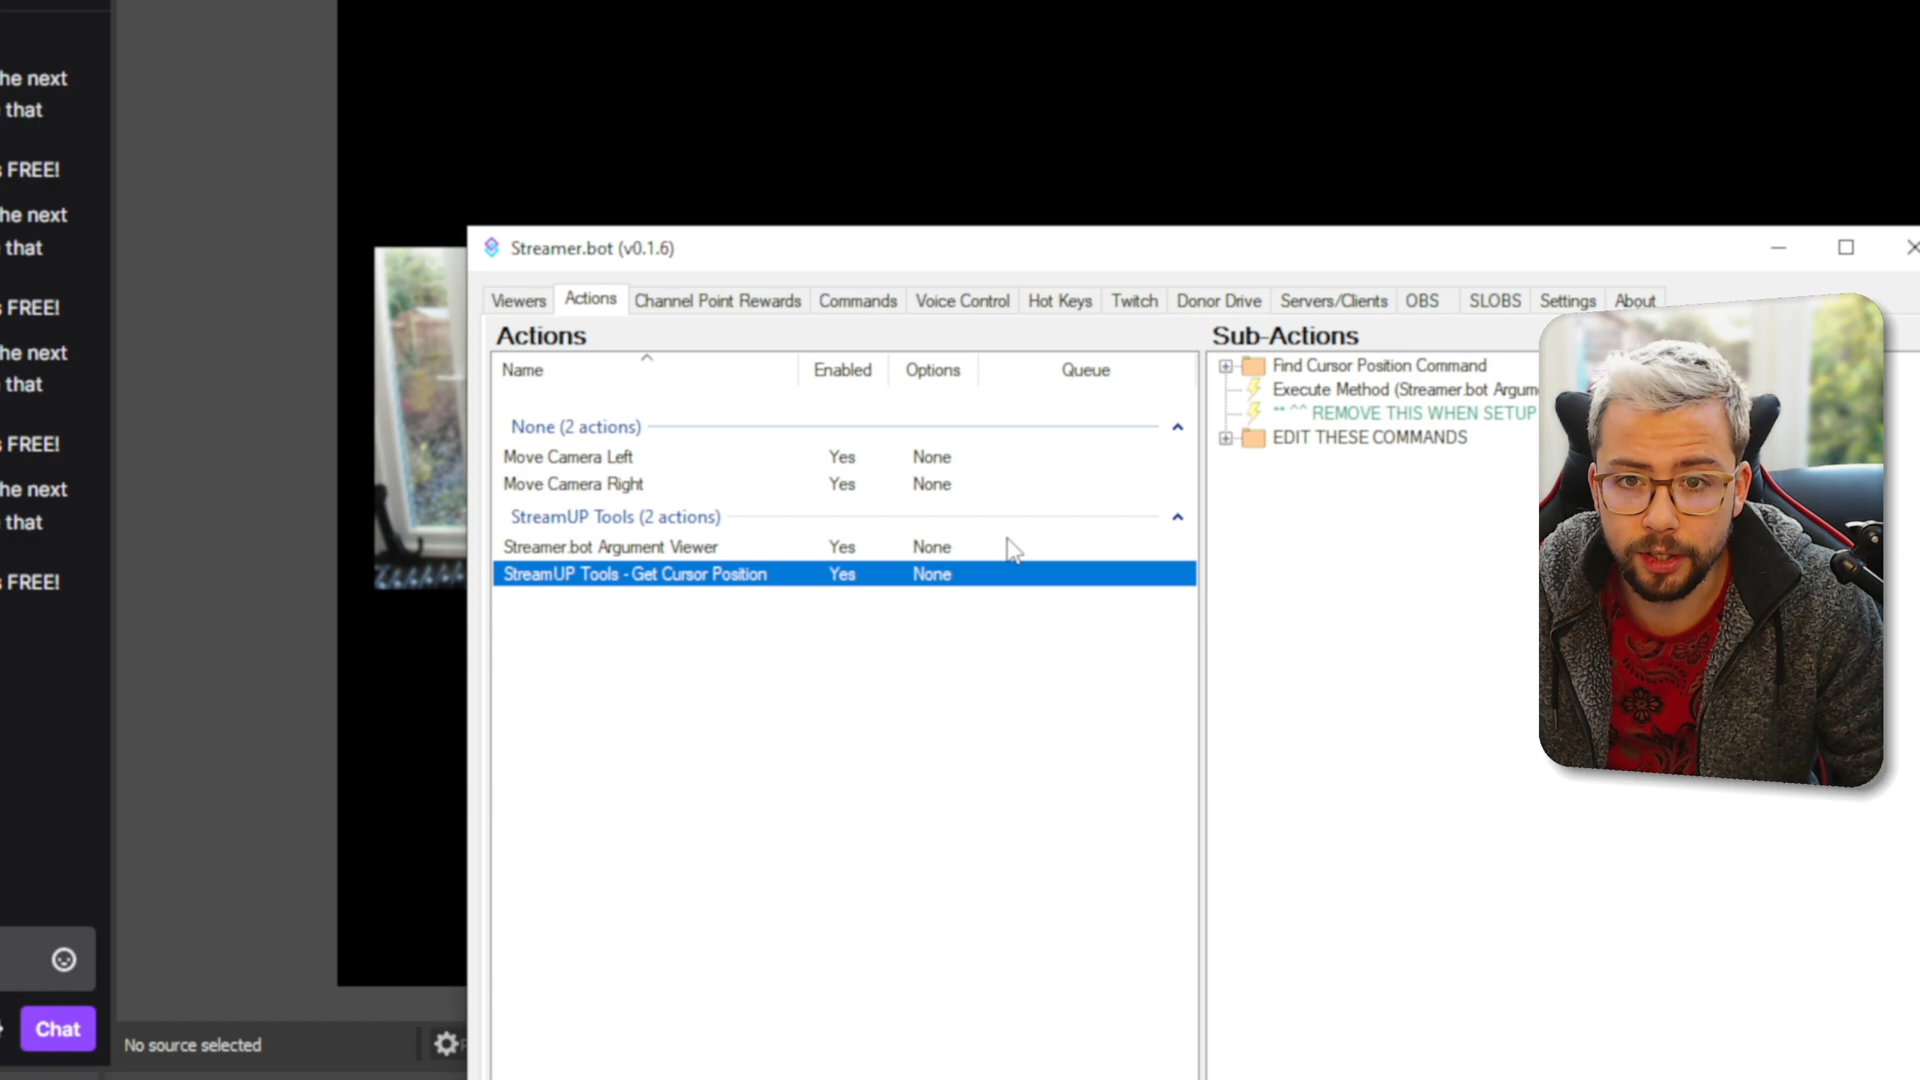 he next
that
FREE!
he next
that
FREE!
he next
that
FREE!
he next
that
FREE!
Chat
No source selected
Streamer.bot (v0.1.6)
Viewers Actions Channel Point Rewards Commands Voice Control Hot Keys Twitch Donor Drive Servers/Clients OBS SLOBS Settings About
Actions
Name Enabled Options Queue
None (2 actions)
Move Camera Left Yes None
Move Camera Right Yes None
StreamUP Tools (2 actions)
Streamer.bot Argument Viewer Yes None
StreamUP Tools - Get Cursor Position Yes None
Sub-Actions
Find Cursor Position Command
Execute Method (Streamer.bot Argum
** ^^ REMOVE THIS WHEN SETUP
EDIT THESE COMMANDS